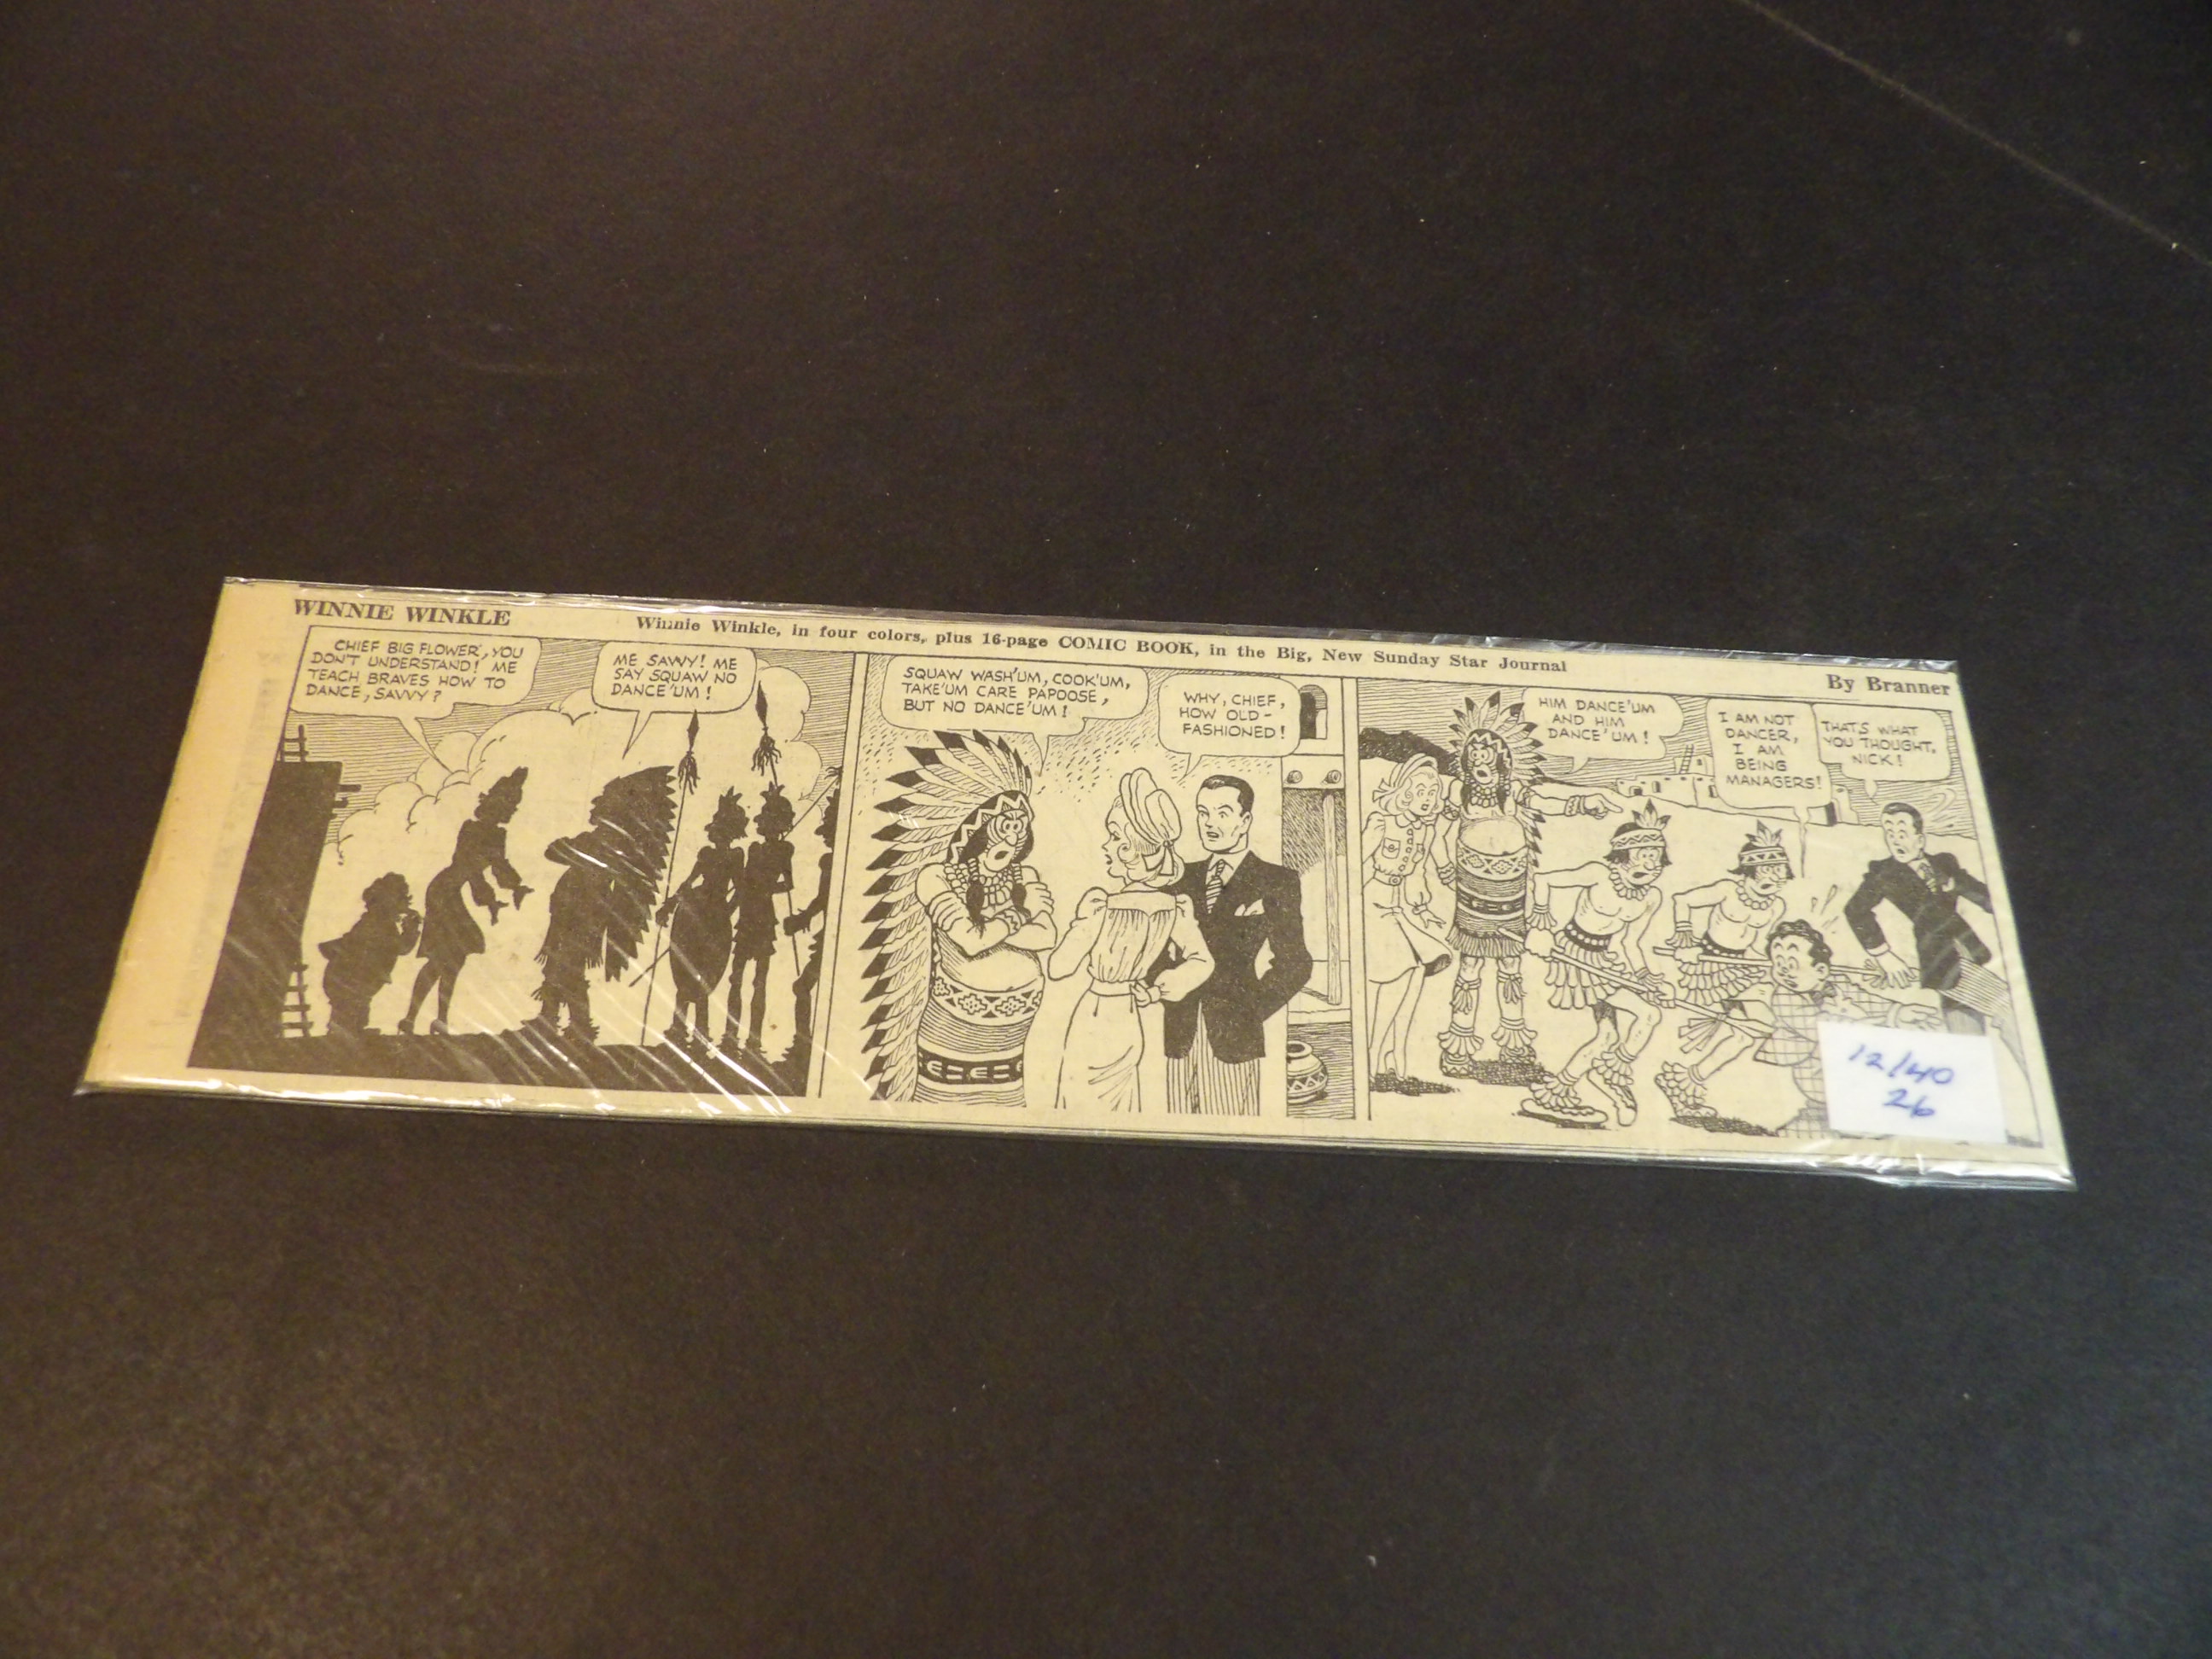 WINNIE WINKLE
Winnie Winkle, in four colors, plus 16-page COMIC BOOK, in the Big, New Sunday Star Journal
By Branner
CHIEF BIG FLOWER, YOU
DON'T UNDERSTAND! ME
TEACH BRAVES HOW TO
DANCE, SAVVY?
ME SAVVY! ME
SAY SQUAW NO
DANCE'UM!
SQUAW WASH'UM, COOK'UM,
TAKE'UM CARE PAPOOSE,
BUT NO DANCE'UM!
WHY, CHIEF,
HOW OLD-
FASHIONED!
HIM DANCE'UM
AND HIM
DANCE'UM!
I AM NOT
DANCER,
I AM
BEING
MANAGERS!
THAT'S WHAT
YOU THOUGHT,
NICK!
12/40
26